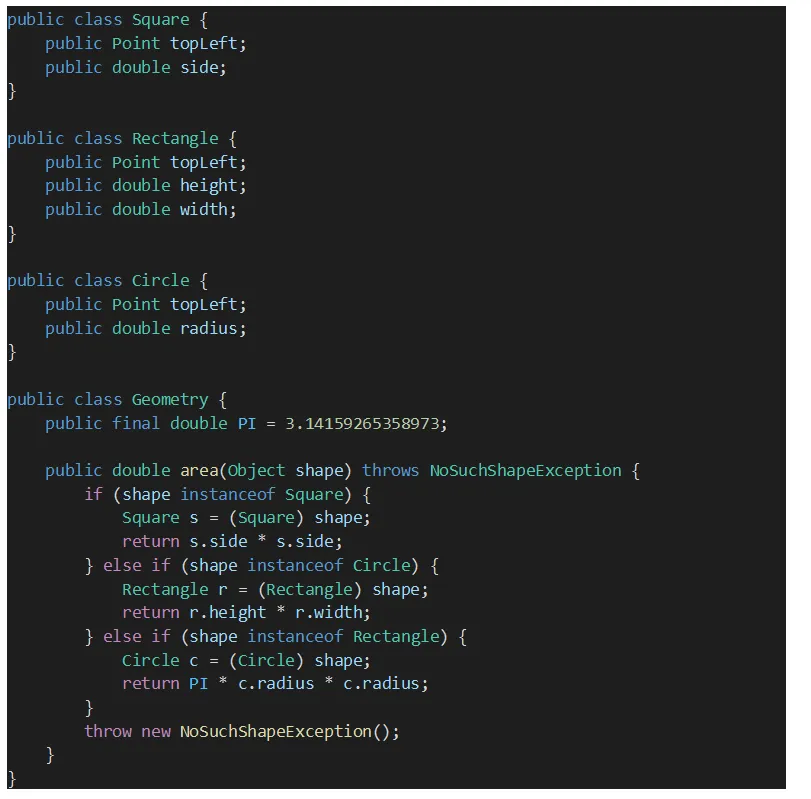 public class Square {
    public Point topLeft;
    public double side;
}

public class Rectangle {
    public Point topLeft;
    public double height;
    public double width;
}

public class Circle {
    public Point topLeft;
    public double radius;
}

public class Geometry {
    public final double PI = 3.14159265358973;

    public double area(Object shape) throws NoSuchShapeException {
        if (shape instanceof Square) {
            Square s = (Square) shape;
            return s.side * s.side;
        } else if (shape instanceof Circle) {
            Rectangle r = (Rectangle) shape;
            return r.height * r.width;
        } else if (shape instanceof Rectangle) {
            Circle c = (Circle) shape;
            return PI * c.radius * c.radius;
        }
        throw new NoSuchShapeException();
    }
}